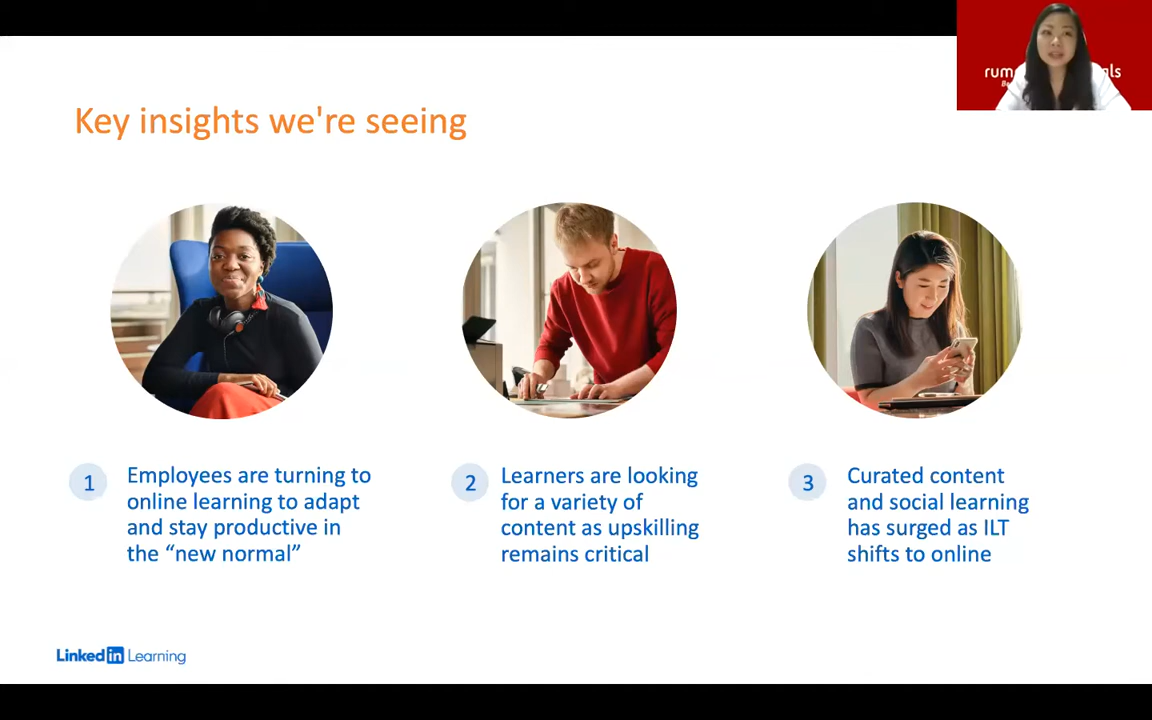 Key insights we're seeing
1
Employees are turning to
online learning to adapt
and stay productive in
the “new normal”
2
Learners are looking
for a variety of
content as upskilling
remains critical
3
Curated content
and social learning
has surged as ILT
shifts to online
Linked in Learning